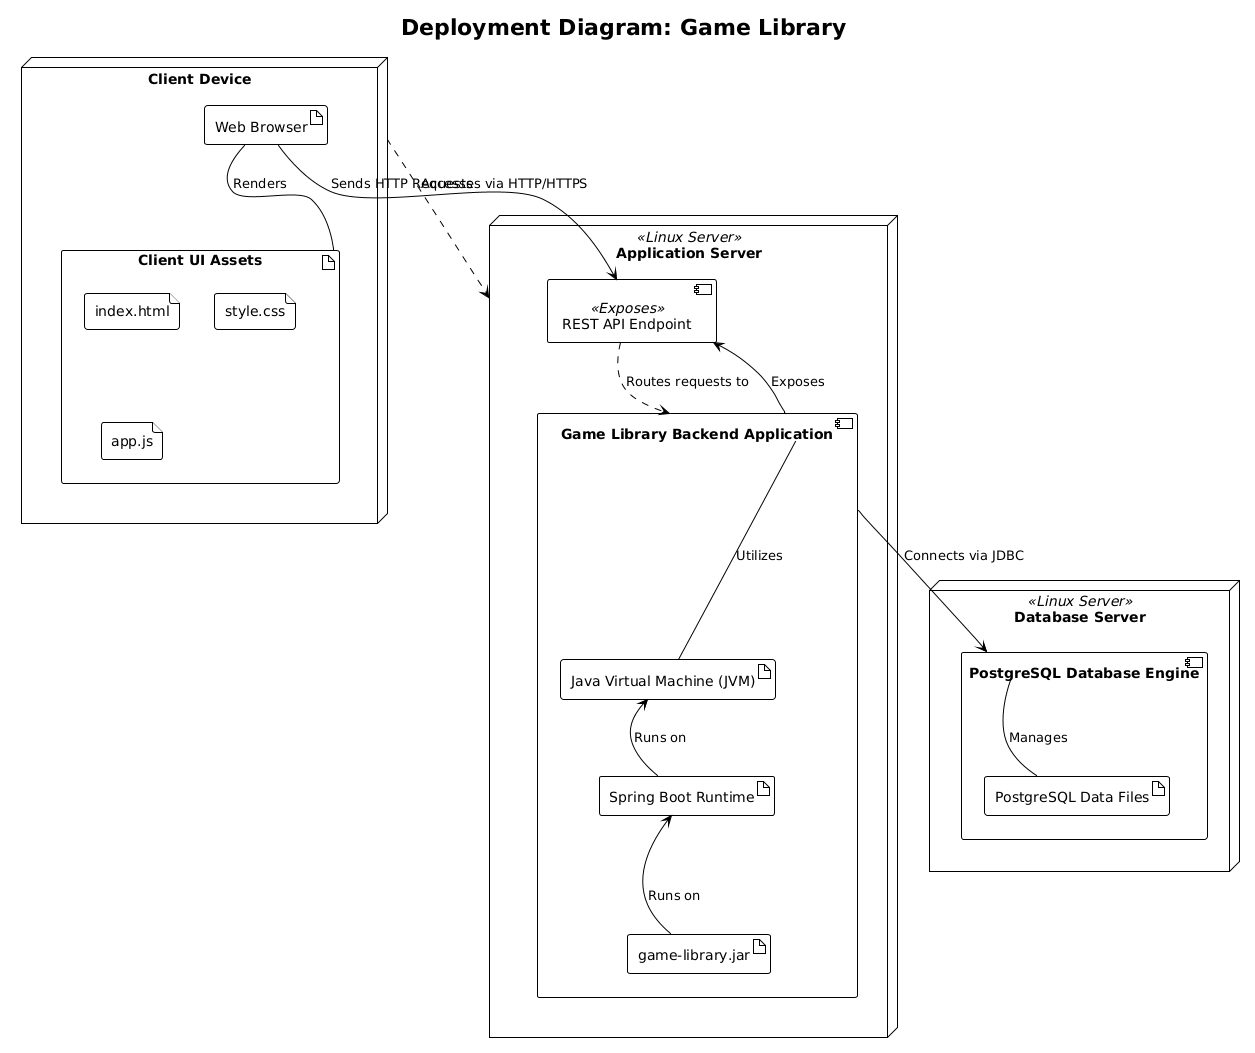 Deployment Diagram: Game Library
Client Device
Web Browser
Renders
Sends HTTP Requests
Accesses via HTTP/HTTPS
Client UI Assets
index.html
style.css
app.js
«Linux Server»
Application Server
«Exposes»
REST API Endpoint
Routes requests to
Exposes
Game Library Backend Application
Utilizes
Java Virtual Machine (JVM)
Runs on
Spring Boot Runtime
Runs on
game-library.jar
Connects via JDBC
«Linux Server»
Database Server
PostgreSQL Database Engine
Manages
PostgreSQL Data Files